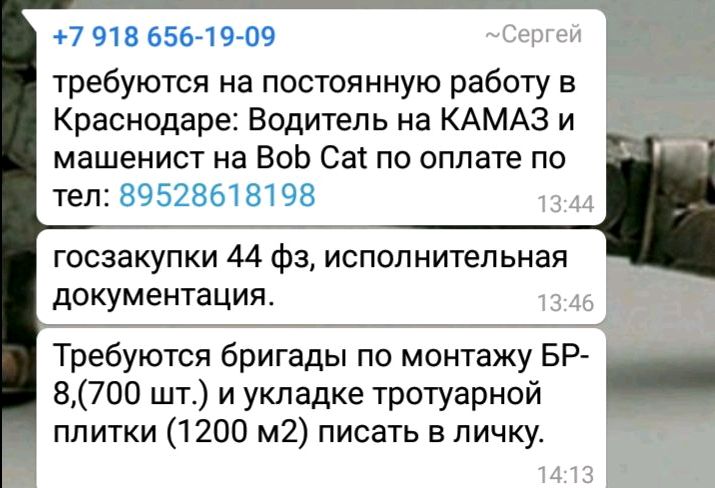 +7 918 656-19-09 ~Сергей
требуются на постоянную работу в
Краснодаре: Водитель на КАМАЗ и
машенист на Bob Cat по оплате по
тел: 89528618198 13:44
госзакупки 44 фз, исполнительная
документация. 13:46
Требуются бригады по монтажу БР-
8,(700 шт.) и укладке тротуарной
плитки (1200 м2) писать в личку.
14:13